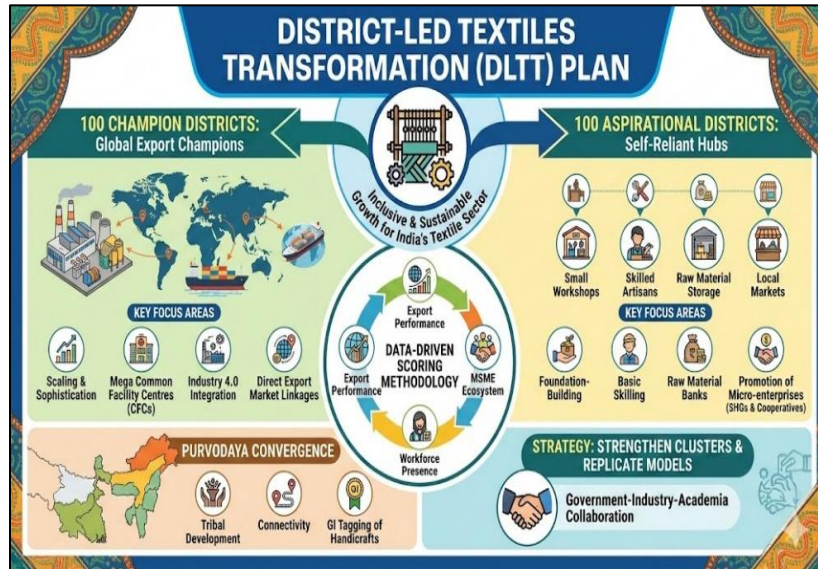 DISTRICT-LED TEXTILES
TRANSFORMATION (DLTT) PLAN
100 CHAMPION DISTRICTS:
Global Export Champions
Inclusive & Sustainable
Growth for India's Textile Sector
100 ASPIRATIONAL DISTRICTS:
Self-Reliant Hubs
Small
Workshops
Skilled
Artisans
Raw Material
Storage
Local
Markets
KEY FOCUS AREAS
Scaling &
Sophistication
Mega Common
Facility Centres
(CFCs)
Industry 4.0
Integration
Direct Export
Market Linkages
Export
Performance
Export
Performance
DATA-DRIVEN
SCORING
METHODOLOGY
MSME
Ecosystem
Workforce
Presence
KEY FOCUS AREAS
Foundation-
Building
Basic
Skilling
Raw Material
Banks
Promotion of
Micro-enterprises
(SHGs & Cooperatives)
PURVODAYA CONVERGENCE
Tribal
Development
Connectivity
GI
GI Tagging of
Handicrafts
STRATEGY: STRENGTHEN CLUSTERS &
REPLICATE MODELS
Government-Industry-Academia
Collaboration